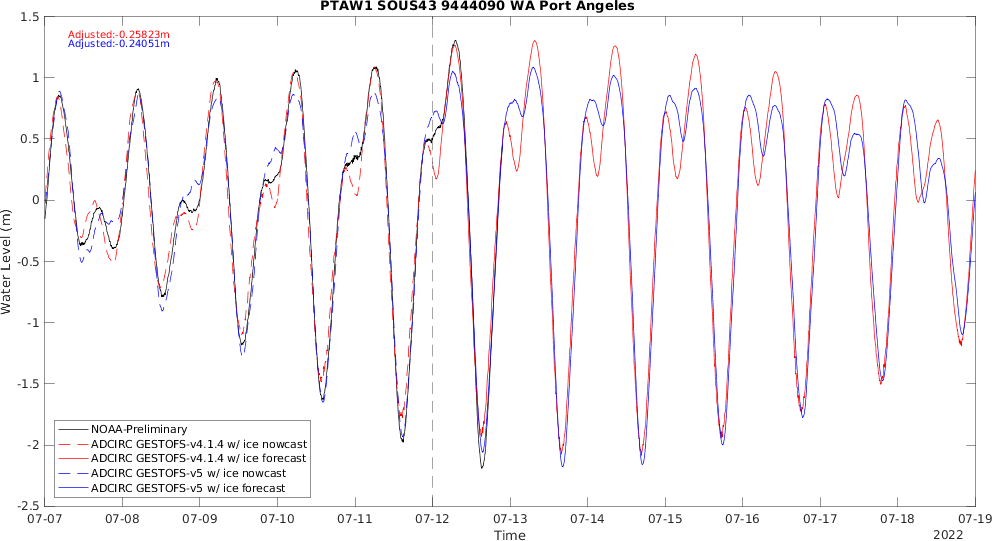 PTAW1 SOUS43 9444090 WA Port Angeles
Adjusted:-0.25823m
Adjusted:-0.24051m
1.5
1
0.5
0
-0.5
-1
-1.5
-2
-2.5
Water Level (m)
NOAA-Preliminary
ADCIRC GESTOFS-v4.1.4 w/ ice nowcast
ADCIRC GESTOFS-v4.1.4 w/ ice forecast
ADCIRC GESTOFS-v5 w/ ice nowcast
ADCIRC GESTOFS-v5 w/ ice forecast
07-07 07-08 07-09 07-10 07-11 07-12 07-13 07-14 07-15 07-16 07-17 07-18 07-19
Time
2022